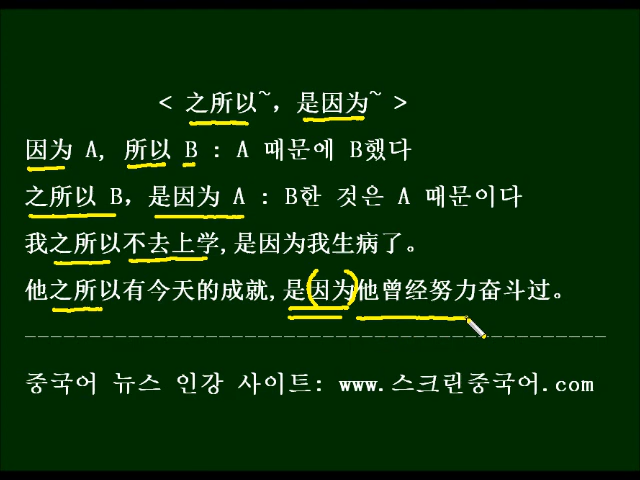 < 之所以~, 是因为~ >
因为 A, 所以 B : A 때문에 B했다
之所以 B, 是因为 A : B한 것은 A 때문이다
我之所以不去上学,是因为我生病了。
他之所以有今天的成就,是(因为)他曾经努力奋斗过。
중국어 뉴스 인강 사이트: www.스크린중국어.com